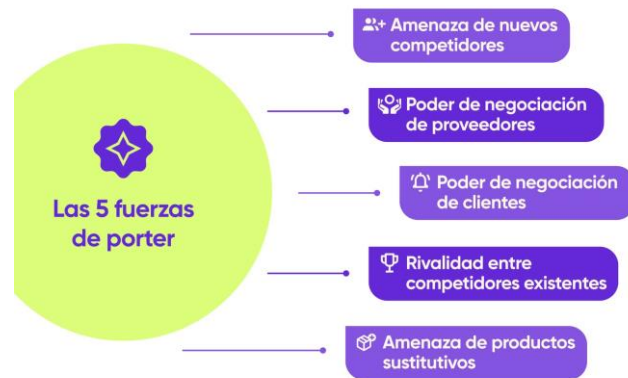 Las 5 fuerzas
de porter
Amenaza de nuevos
competidores
Poder de negociación
de proveedores
Poder de negociación
de clientes
Rivalidad entre
competidores existentes
Amenaza de productos
sustitutivos